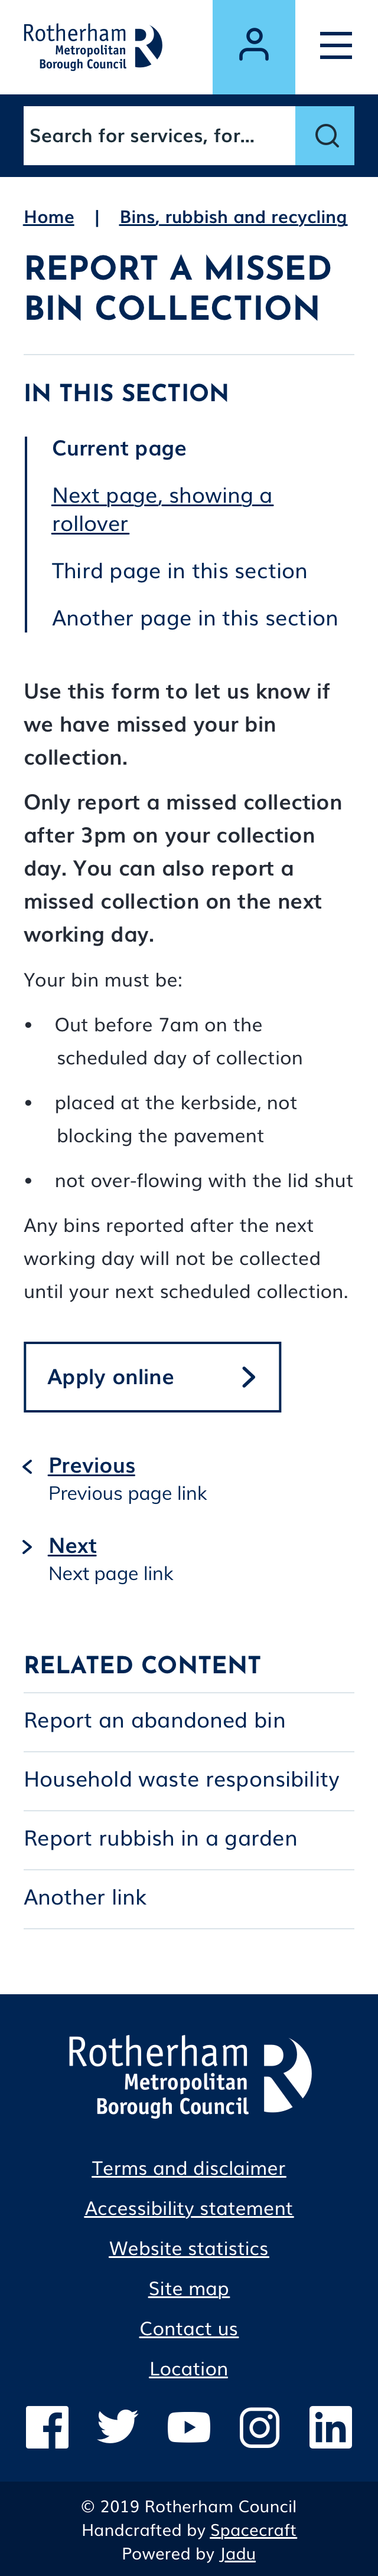 Rotherham
Metropolitan
Borough Council
Search for services, for...
Home | Bins, rubbish and recycling
REPORT A MISSED
BIN COLLECTION
IN THIS SECTION
Current page
Next page, showing a
rollover
Third page in this section
Another page in this section
Use this form to let us know if
we have missed your bin
collection.
Only report a missed collection
after 3pm on your collection
day. You can also report a
missed collection on the next
working day.
Your bin must be:
• Out before 7am on the
scheduled day of collection
• placed at the kerbside, not
blocking the pavement
• not over-flowing with the lid shut
Any bins reported after the next
working day will not be collected
until your next scheduled collection.
Apply online
Previous
Previous page link
Next
Next page link
RELATED CONTENT
Report an abandoned bin
Household waste responsibility
Report rubbish in a garden
Another link
Rotherham
Metropolitan
Borough Council
Terms and disclaimer
Accessibility statement
Website statistics
Site map
Contact us
Location
© 2019 Rotherham Council
Handcrafted by Spacecraft
Powered by Jadu